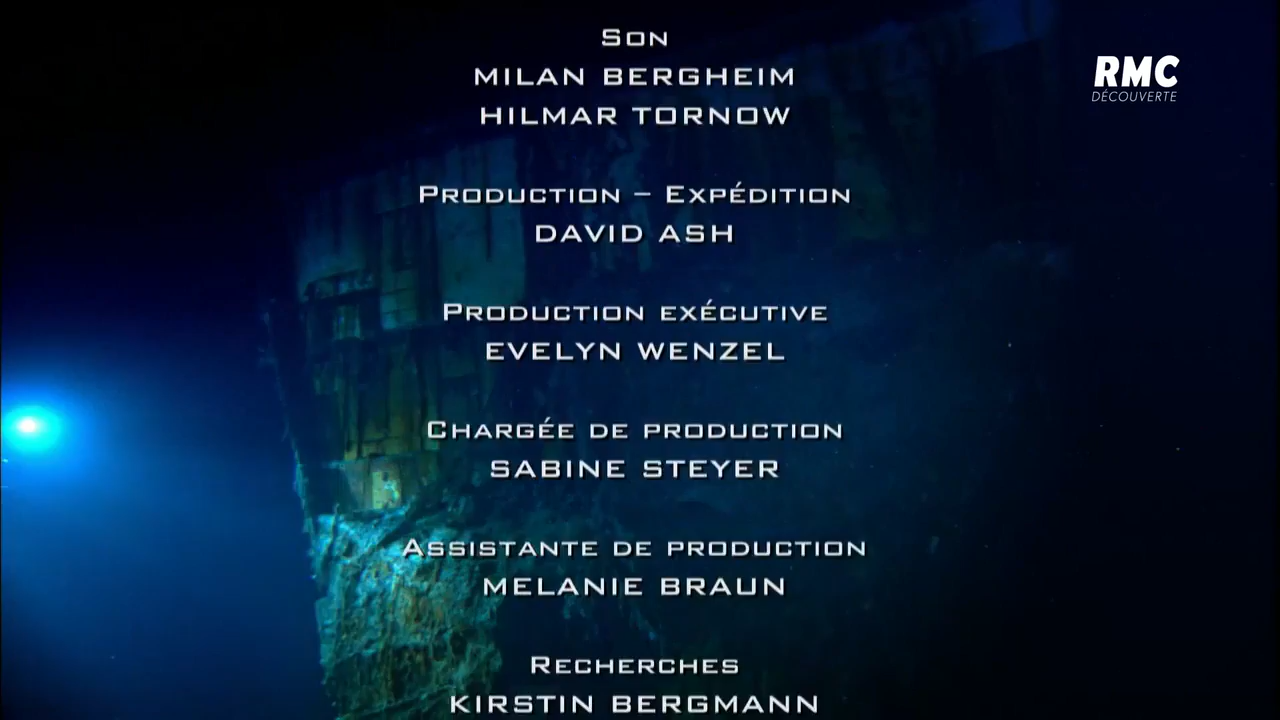 Son
MILAN BERGHEIM
HILMAR TORNOW
RMC
DÉCOUVERTE
Production – Expédition
DAVID ASH
Production exécutive
EVELYN WENZEL
Chargée de production
SABINE STEYER
Assistante de production
MELANIE BRAUN
Recherches
KIRSTIN BERGMANN